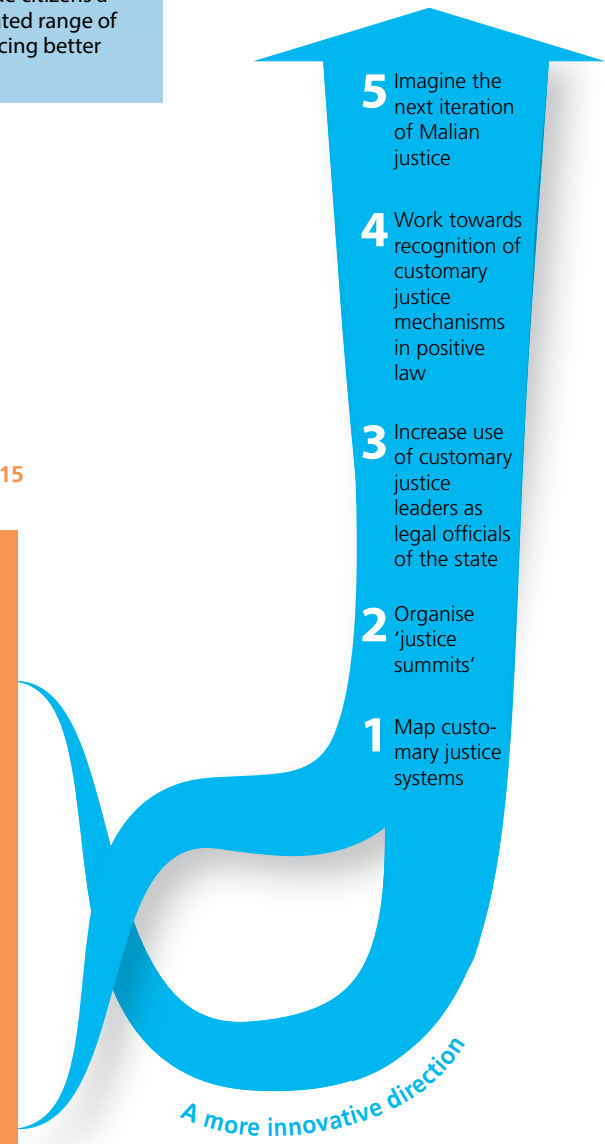 ated range of
cing better
5 Imagine the
next iteration
of Malian
justice
4 Work towards
recognition of
customary
justice
mechanisms
in positive
law
3 Increase use
of customary
justice
leaders as
legal officials
of the state
2 Organise
‘justice
summits’
1 Map custo-
mary justice
systems
15
A more innovative direction